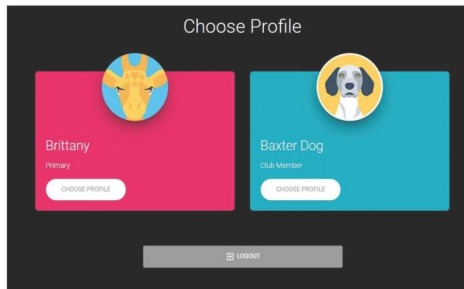 Choose Profile
Brittany
Primary
CHOOSE PROFILE
Baxter Dog
Club Member
CHOOSE PROFILE
LOGOUT